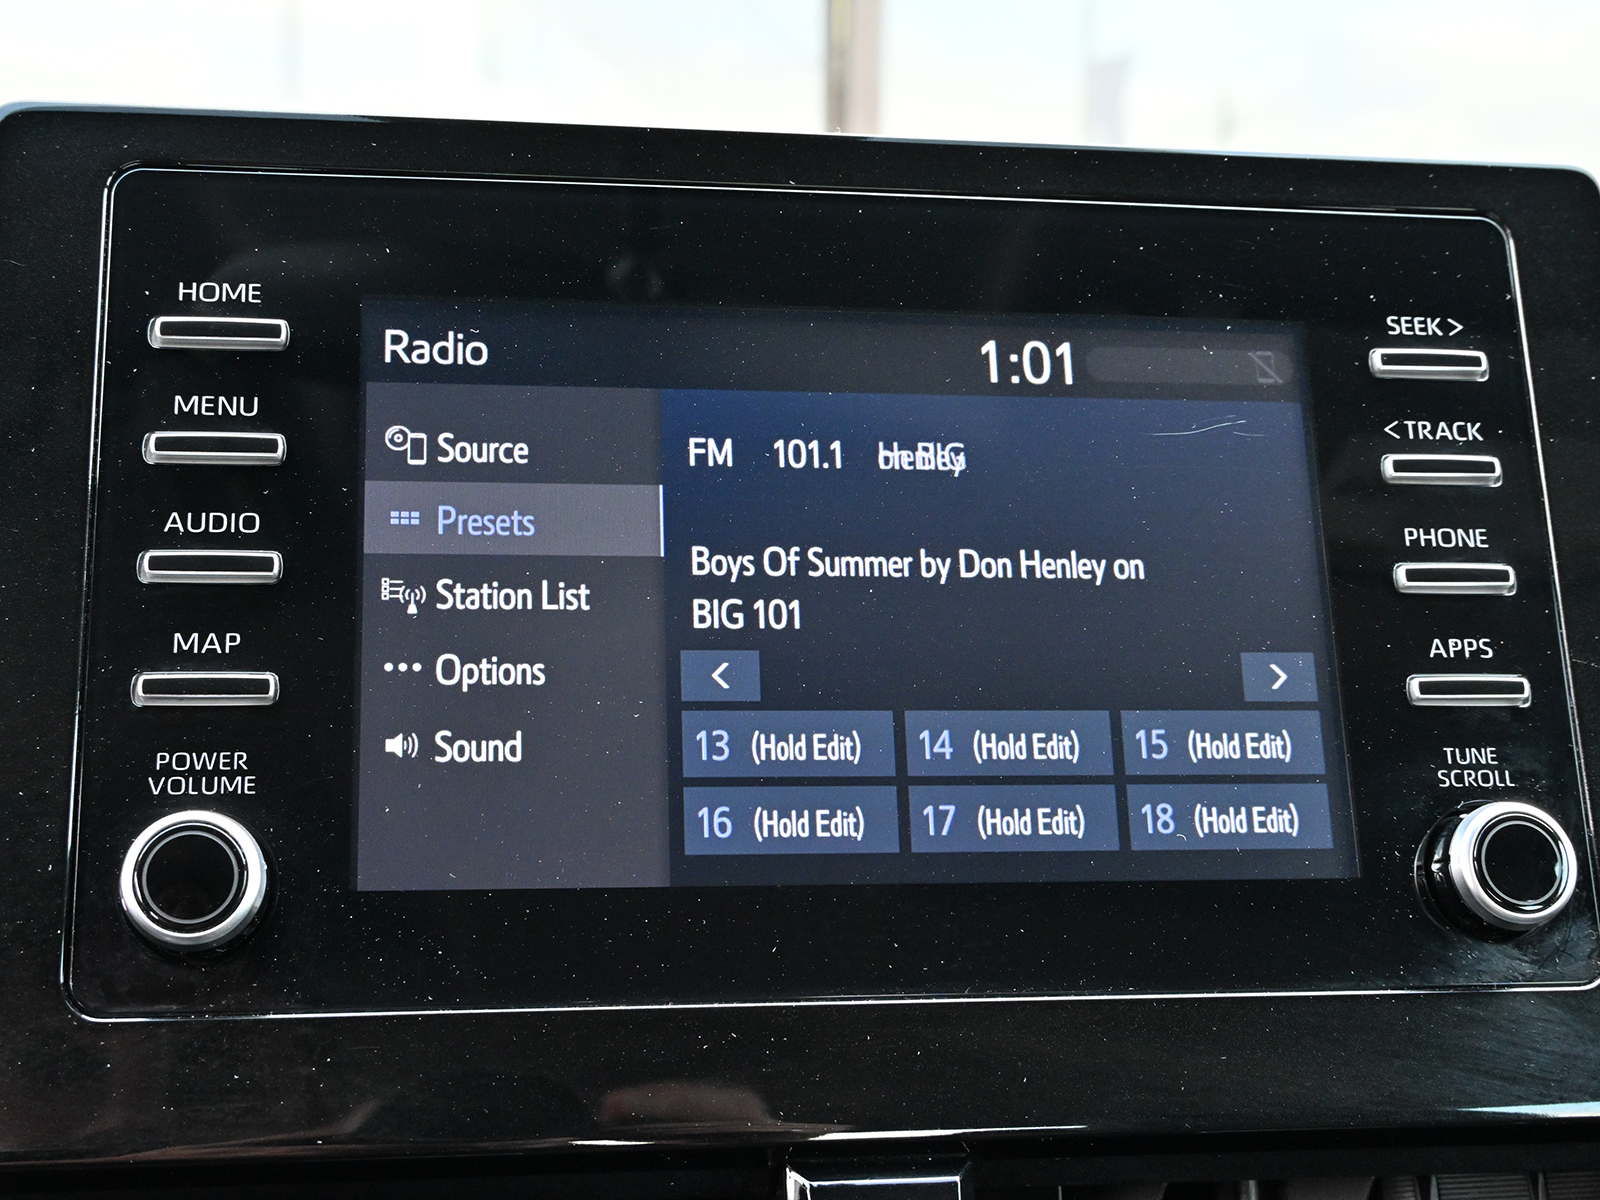 HOME
MENU
AUDIO
MAP
POWER
VOLUME
Radio
1:01
Source
Presets
Station List
Options
Sound
FM 101.1
Boys Of Summer by Don Henley on
BIG 101
<
>
13 (Hold Edit) 14 (Hold Edit) 15 (Hold Edit)
16 (Hold Edit) 17 (Hold Edit) 18 (Hold Edit)
SEEK >
< TRACK
PHONE
APPS
TUNE
SCROLL